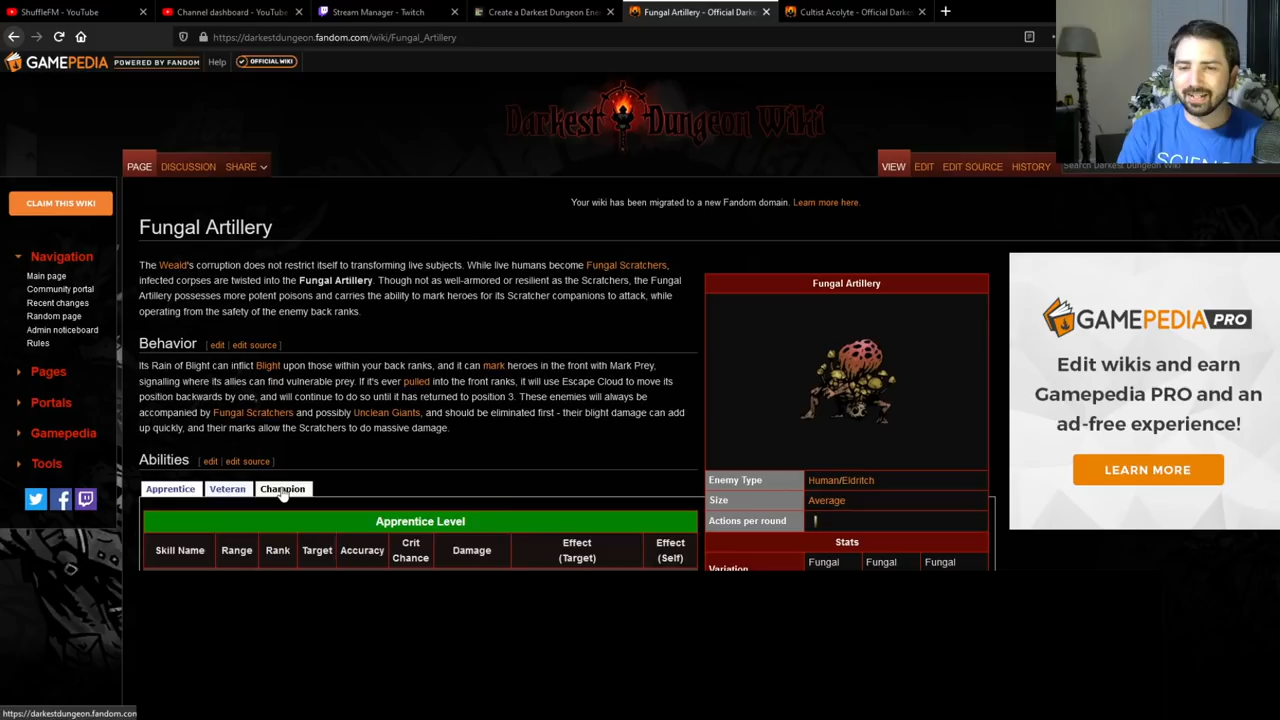 ShuffleFM - YouTube
Channel dashboard - YouTube
Stream Manager - Twitch
Create a Darkest Dungeon Ene
Fungal Artillery - Official Darke
Cultist Acolyte - Official Darkes
https://darkestdungeon.fandom.com/wiki/Fungal_Artillery
GAMEPEDIA POWERED BY FANDOM Help OFFICIAL WIKI
Darkest Dungeon Wiki
PAGE DISCUSSION SHARE VIEW EDIT EDIT SOURCE HISTORY Search Darkest Dungeon Wiki
SCIENC
CLAIM THIS WIKI
Your wiki has been migrated to a new Fandom domain. Learn more here.
Navigation
Main page
Community portal
Recent changes
Random page
Admin noticeboard
Rules
Pages
Portals
Gamepedia
Tools
Fungal Artillery
The Weald's corruption does not restrict itself to transforming live subjects. While live humans become Fungal Scratchers,
infected corpses are twisted into the Fungal Artillery. Though not as well-armored or resilient as the Scratchers, the Fungal
Artillery possesses more potent poisons and carries the ability to mark heroes for its Scratcher companions to attack, while
operating from the safety of the enemy back ranks.
Behavior [ edit | edit source ]
Its Rain of Blight can inflict Blight upon those within your back ranks, and it can mark heroes in the front with Mark Prey,
signalling where its allies can find vulnerable prey. If it's ever pulled into the front ranks, it will use Escape Cloud to move its
position backwards by one, and will continue to do so until it has returned to position 3. These enemies will always be
accompanied by Fungal Scratchers and possibly Unclean Giants, and should be eliminated first - their blight damage can add
up quickly, and their marks allow the Scratchers to do massive damage.
Abilities [ edit | edit source ]
Apprentice Veteran Champion
Apprentice Level
Skill Name Range Rank Target Accuracy Crit Chance Damage Effect (Target) Effect (Self)
Fungal Artillery
Enemy Type Human/Eldritch
Size Average
Actions per round
Stats
Variation Fungal Fungal Fungal
GAMEPEDIA PRO
Edit wikis and earn
Gamepedia PRO and an
ad-free experience!
LEARN MORE
https://darkestdungeon.fandom.con